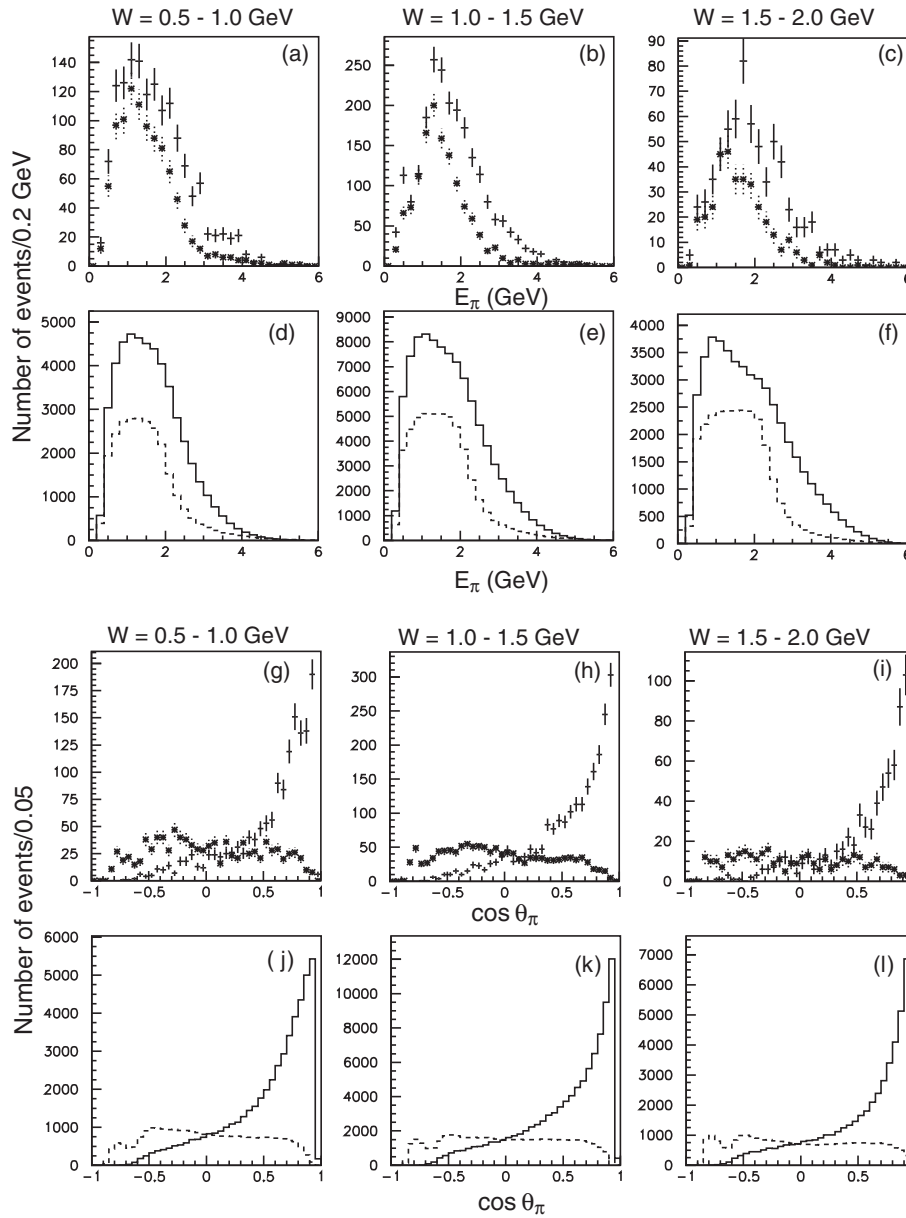 W = 0.5 - 1.0 GeV
W = 1.0 - 1.5 GeV
W = 1.5 - 2.0 GeV
Number of events/0.2 GeV
(a)
140
120
100
80
60
40
20
0
0 2 4 6
(b)
250
200
150
100
50
0
0 2 4 6
E_π (GeV)
(c)
90
80
70
60
50
40
30
20
10
0
0 2 4 6
(d)
5000
4000
3000
2000
1000
0
0 2 4 6
(e)
9000
8000
7000
6000
5000
4000
3000
2000
1000
0
0 2 4 6
E_π (GeV)
(f)
4000
3500
3000
2500
2000
1500
1000
500
0
0 2 4 6
W = 0.5 - 1.0 GeV
W = 1.0 - 1.5 GeV
W = 1.5 - 2.0 GeV
Number of events/0.05
(g)
200
175
150
125
100
75
50
25
0
−1 −0.5 0 0.5 1
(h)
300
250
200
150
100
50
0
−1 −0.5 0 0.5 1
cos θ_π
(i)
100
80
60
40
20
0
−1 −0.5 0 0.5 1
( j)
6000
5000
4000
3000
2000
1000
0
−1 −0.5 0 0.5 1
(k)
12000
10000
8000
6000
4000
2000
0
−1 −0.5 0 0.5 1
cos θ_π
(l)
7000
6000
5000
4000
3000
2000
1000
0
−1 −0.5 0 0.5 1